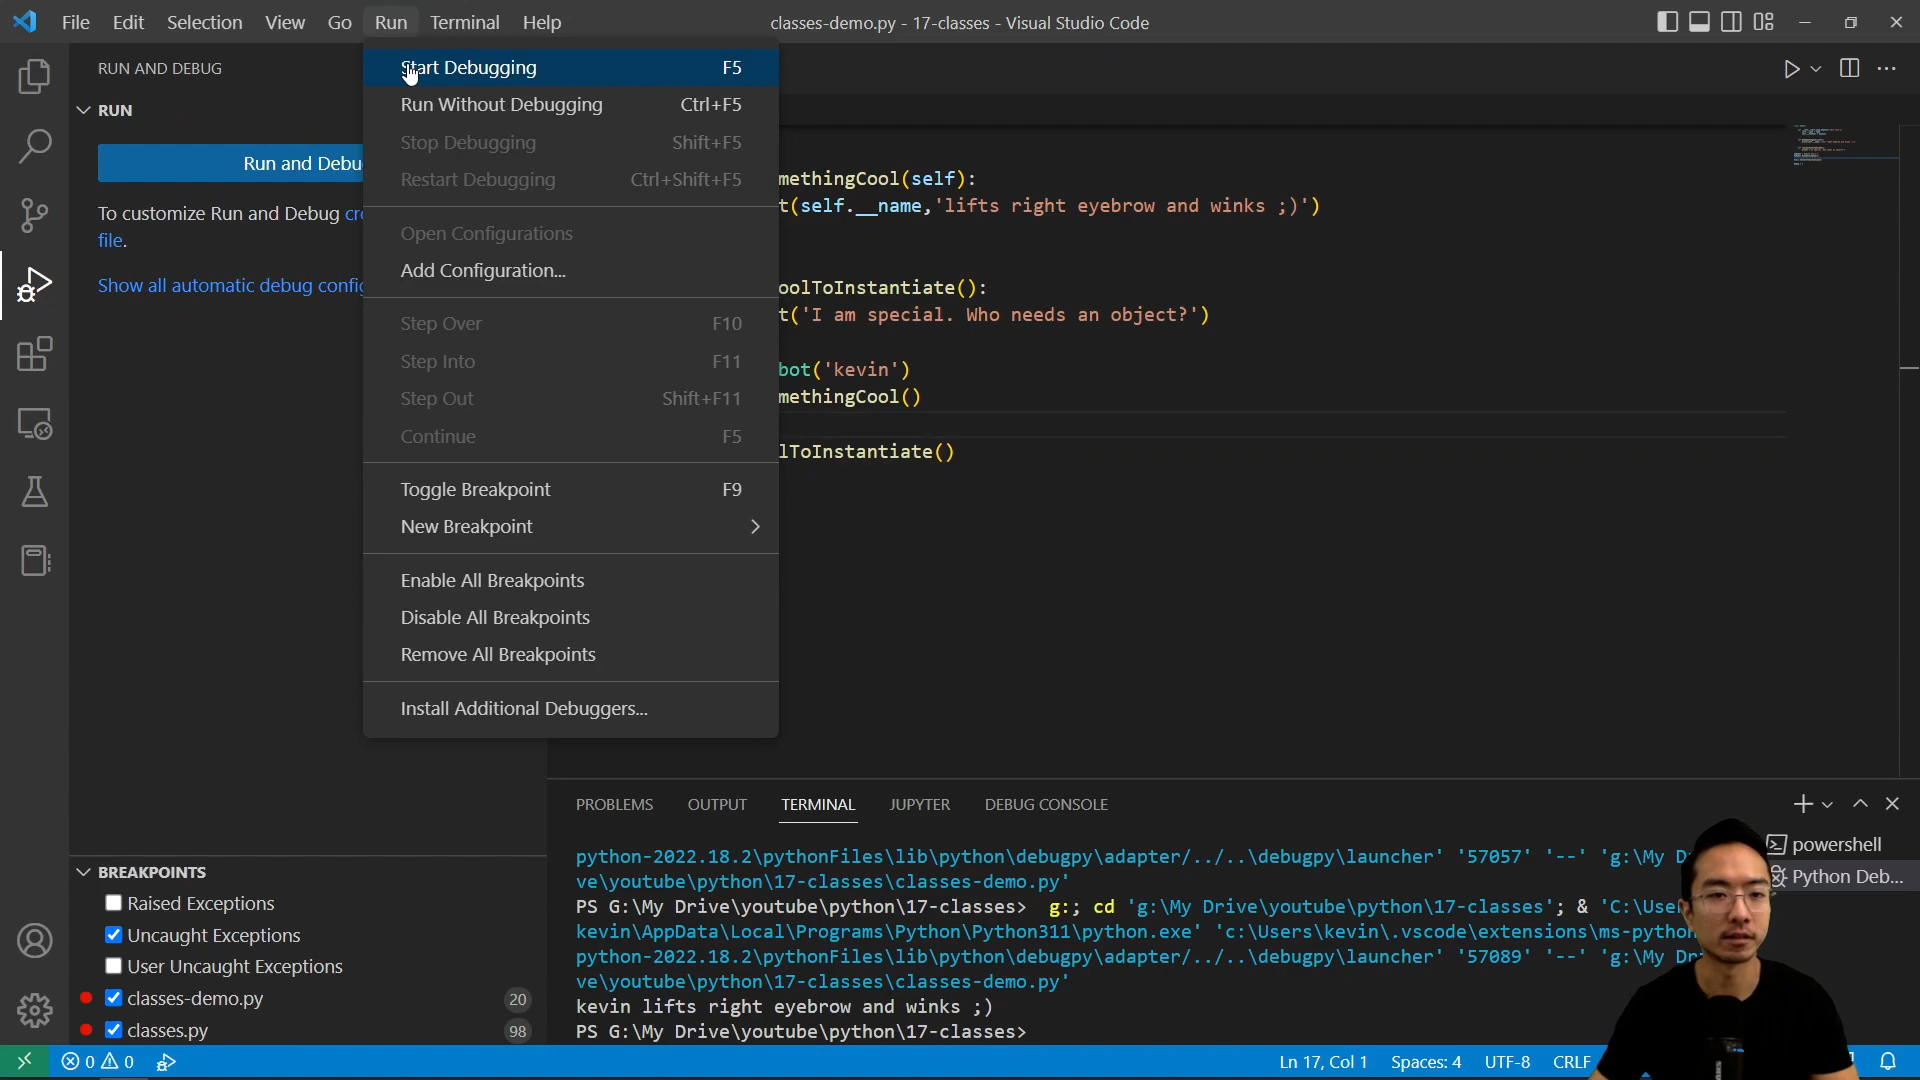 File Edit Selection View Go Run Terminal Help
classes-demo.py - 17-classes - Visual Studio Code
RUN AND DEBUG
RUN
Run and Debu
To customize Run and Debug cre
file.
Show all automatic debug config
Start Debugging F5
Run Without Debugging Ctrl+F5
Stop Debugging Shift+F5
Restart Debugging Ctrl+Shift+F5
Open Configurations
Add Configuration...
Step Over F10
Step Into F11
Step Out Shift+F11
Continue F5
Toggle Breakpoint F9
New Breakpoint
Enable All Breakpoints
Disable All Breakpoints
Remove All Breakpoints
Install Additional Debuggers...
methingCool(self):
t(self.__name,'lifts right eyebrow and winks ;)')
oolToInstantiate():
t('I am special. Who needs an object?')
bot('kevin')
methingCool()
lToInstantiate()
BREAKPOINTS
Raised Exceptions
Uncaught Exceptions
User Uncaught Exceptions
classes-demo.py 20
classes.py 98
PROBLEMS OUTPUT TERMINAL JUPYTER DEBUG CONSOLE
python-2022.18.2\pythonFiles\lib\python\debugpy\adapter/../..\debugpy\launcher' '57057' '--' 'g:\My D
ve\youtube\python\17-classes\classes-demo.py'
PS G:\My Drive\youtube\python\17-classes> g:; cd 'g:\My Drive\youtube\python\17-classes'; & 'C:\User
kevin\AppData\Local\Programs\Python\Python311\python.exe' 'c:\Users\kevin\.vscode\extensions\ms-python
python-2022.18.2\pythonFiles\lib\python\debugpy\adapter/../..\debugpy\launcher' '57089' '--' 'g:\My Dr
ve\youtube\python\17-classes\classes-demo.py'
kevin lifts right eyebrow and winks ;)
PS G:\My Drive\youtube\python\17-classes>
powershell
Python Deb...
0 0
Ln 17, Col 1 Spaces: 4 UTF-8 CRLF